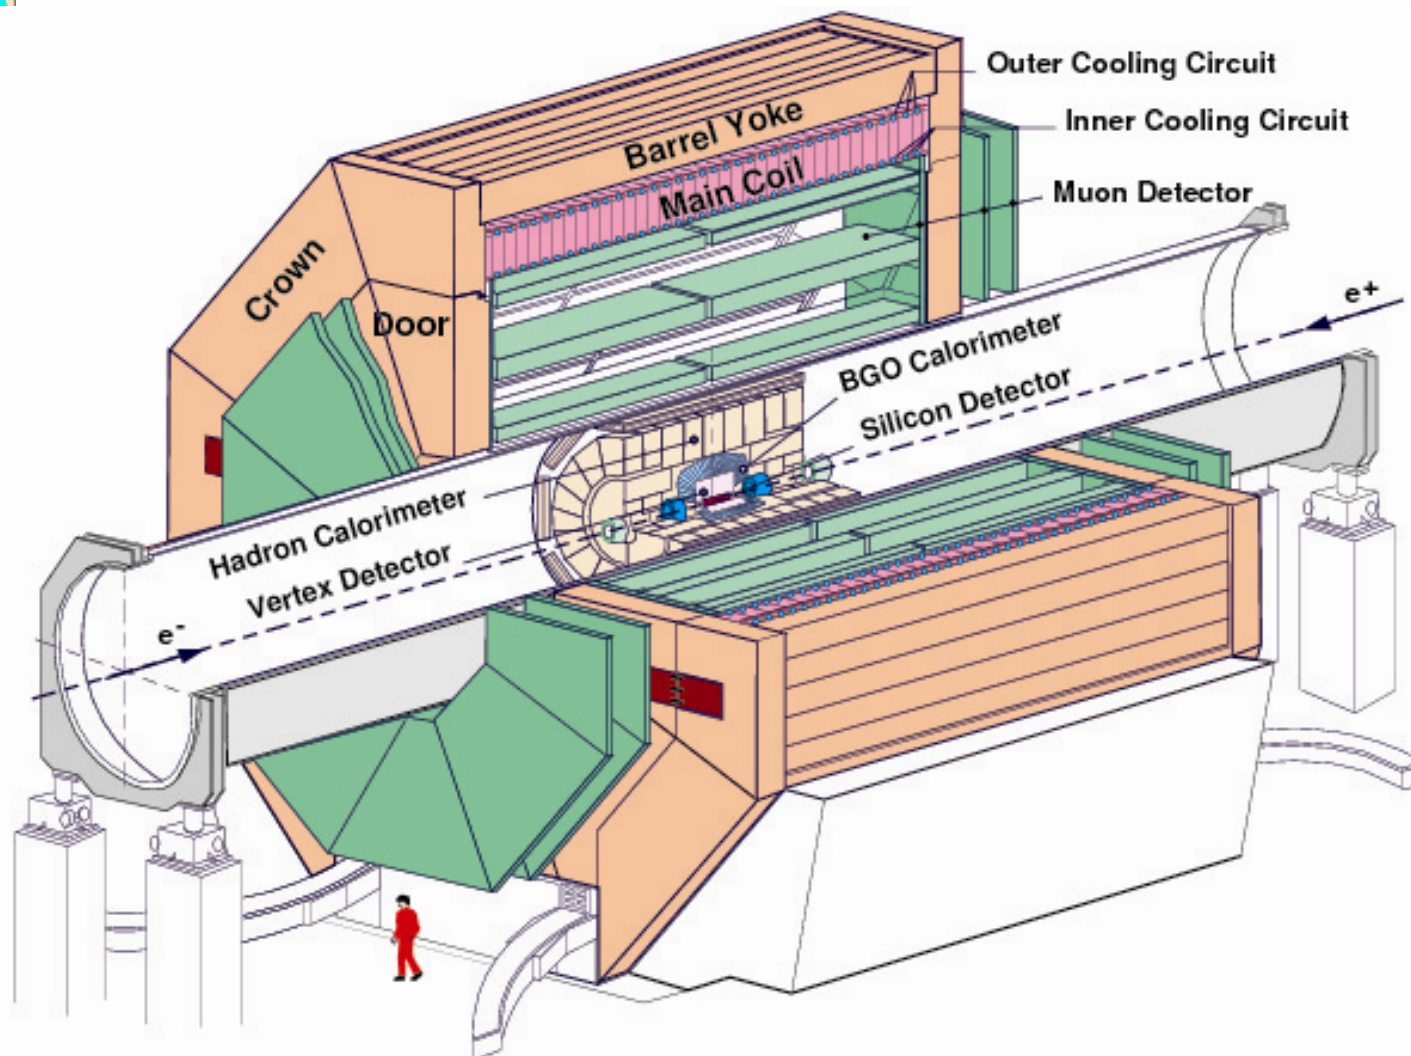 Outer Cooling Circuit
Inner Cooling Circuit
Barrel Yoke
Main Coil
Muon Detector
Crown
Door
e+
BGO Calorimeter
Silicon Detector
Hadron Calorimeter
Vertex Detector
e-